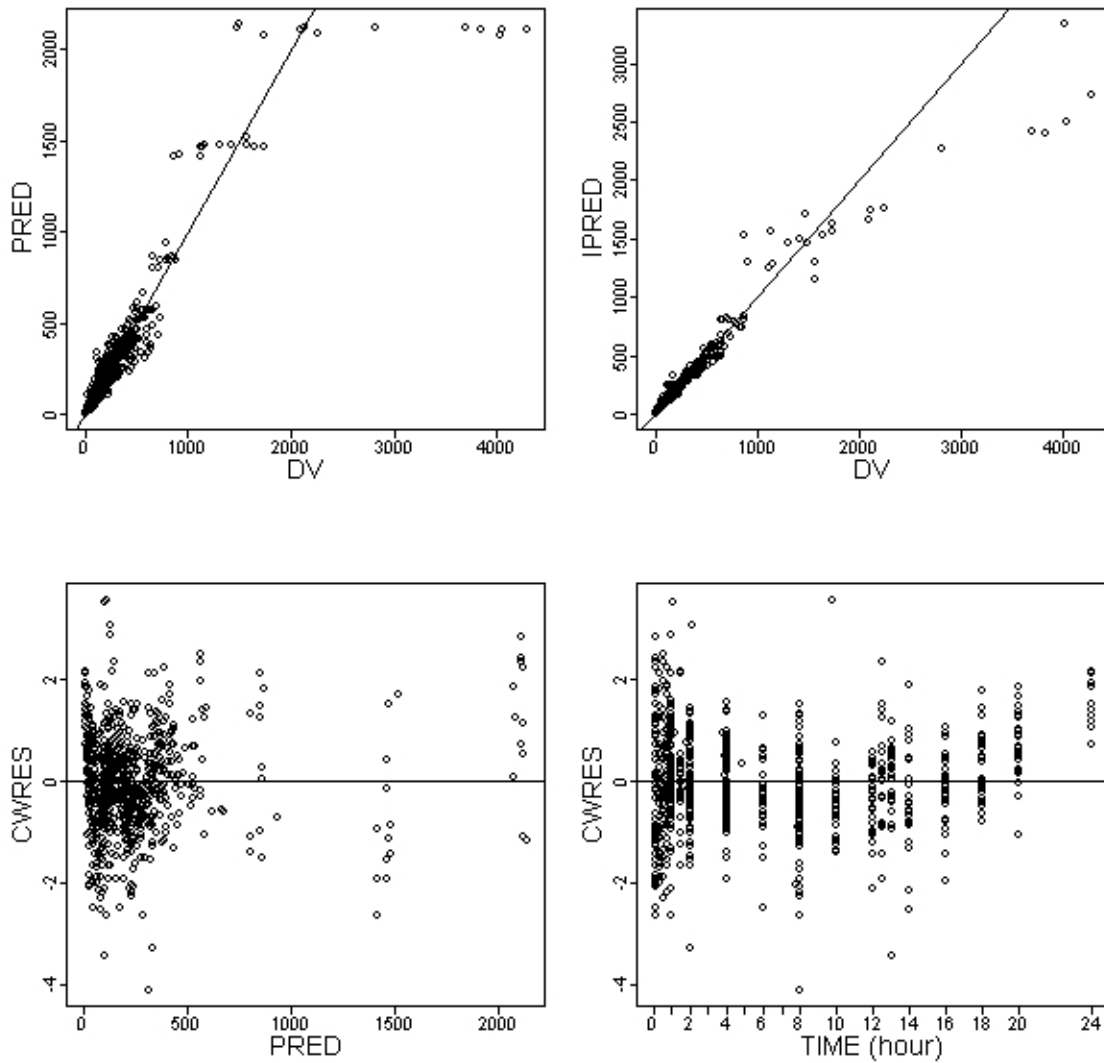 PRED
0 500 1000 1500 2000
0 1000 2000 3000 4000
DV
IPRED
0 500 1000 1500 2000 2500 3000
0 1000 2000 3000 4000
DV
CWRES
-4 -2 0 2
0 500 1000 1500 2000
PRED
CWRES
-4 -2 0 2
0 2 4 6 8 10 12 14 16 18 20 24
TIME (hour)